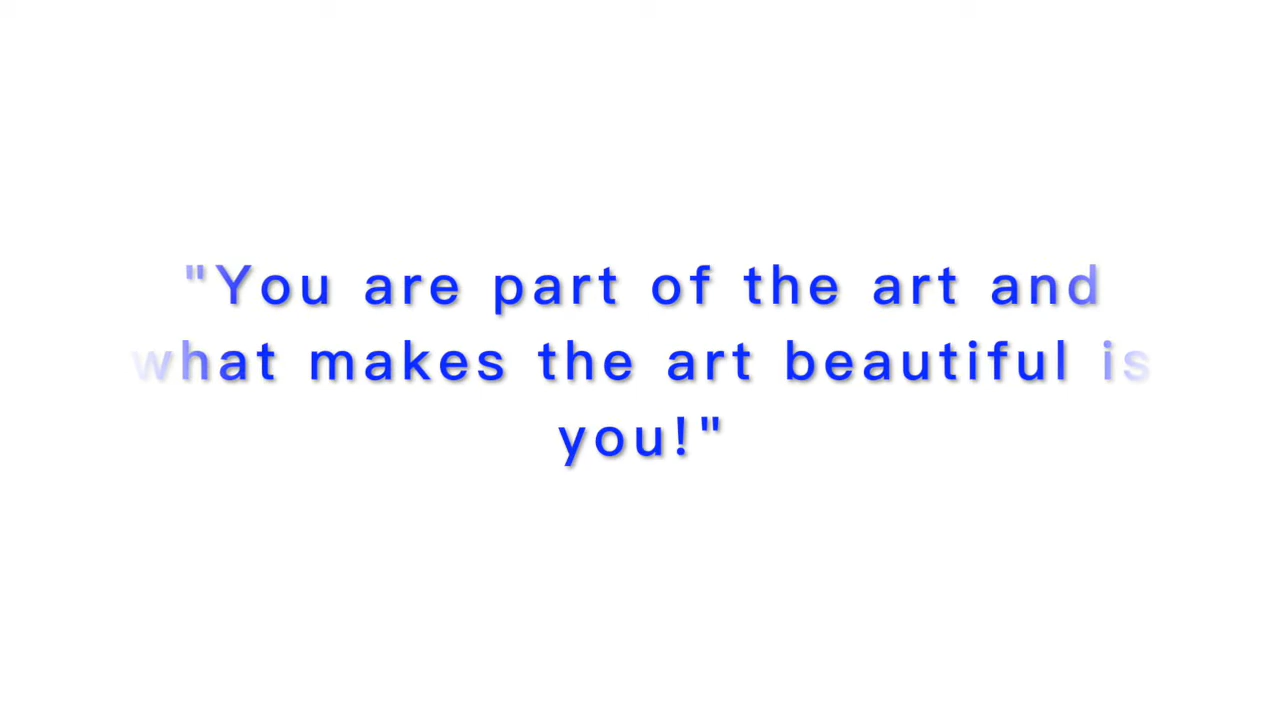 "You are part of the art and
what makes the art beautiful is
you!"